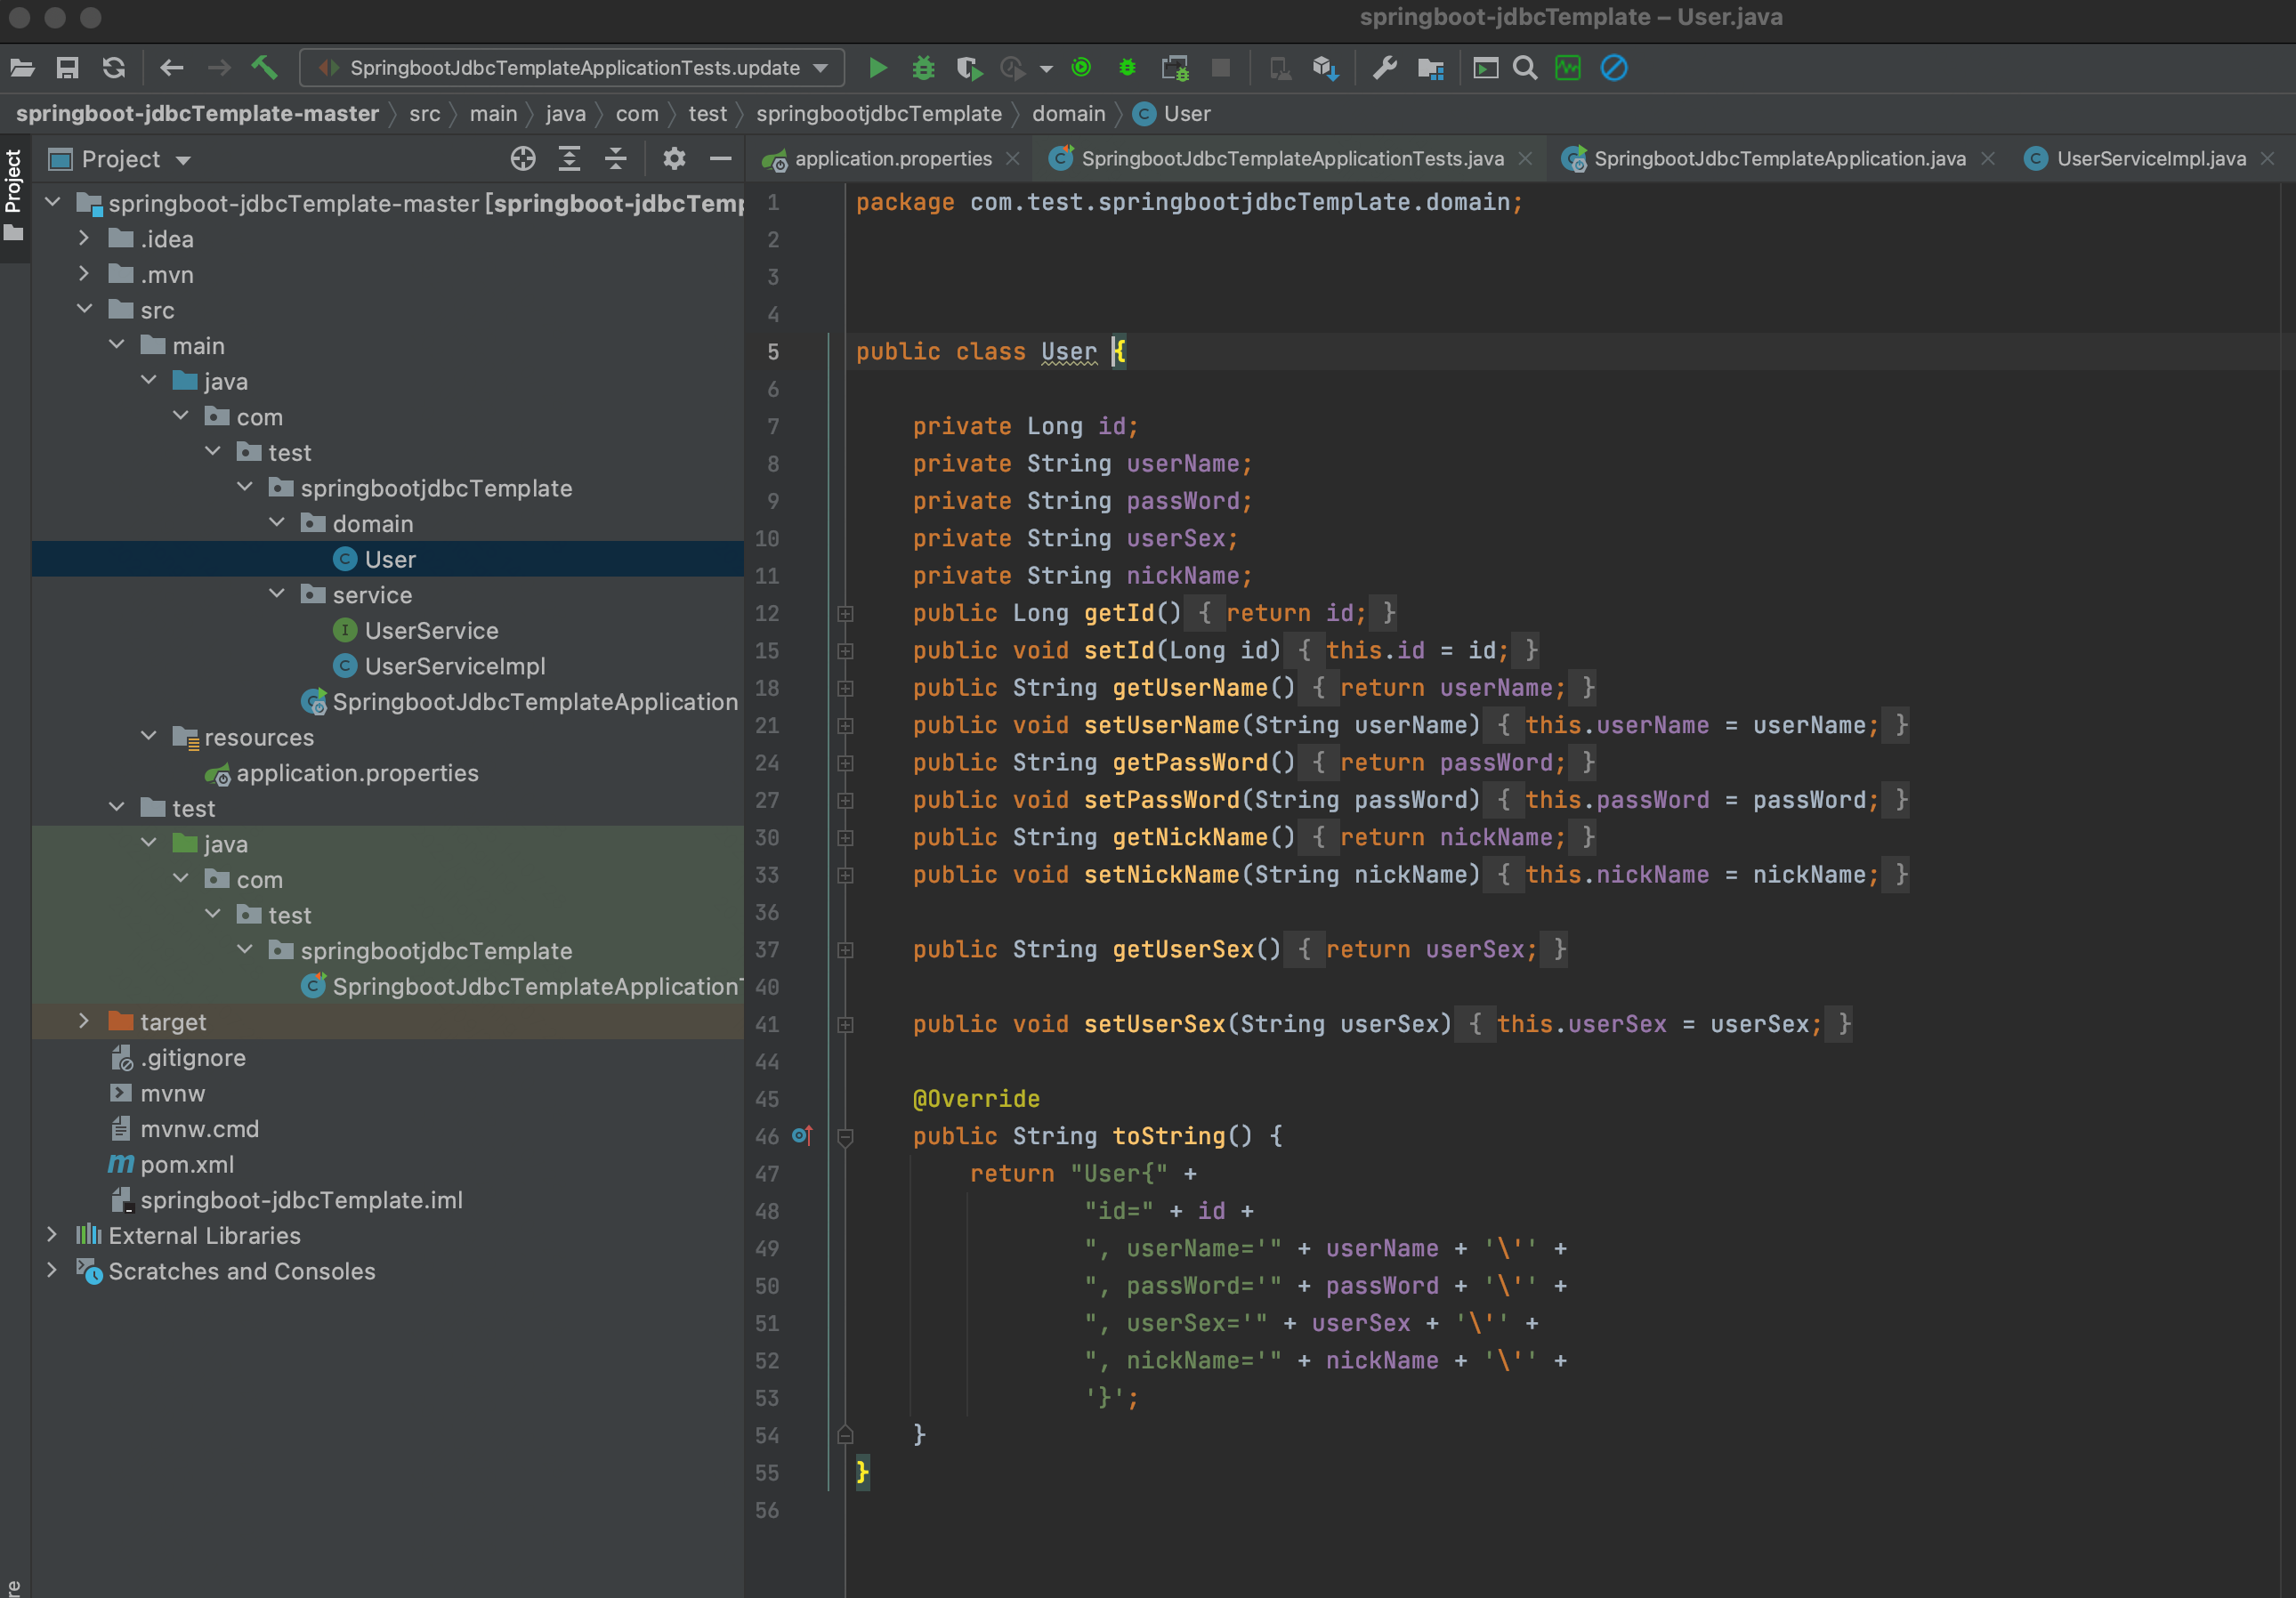 springboot-jdbcTemplate – User.java
SpringbootJdbcTemplateApplicationTests.update
springboot-jdbcTemplate-master src main java com test springbootjdbcTemplate domain User
Project
Project
application.properties
SpringbootJdbcTemplateApplicationTests.java
SpringbootJdbcTemplateApplication.java
UserServiceImpl.java
springboot-jdbcTemplate-master [springboot-jdbcTemp
.idea
.mvn
src
main
java
com
test
springbootjdbcTemplate
domain
User
service
UserService
UserServiceImpl
SpringbootJdbcTemplateApplication
resources
application.properties
test
java
com
test
springbootjdbcTemplate
SpringbootJdbcTemplateApplicationT
target
.gitignore
mvnw
mvnw.cmd
pom.xml
springboot-jdbcTemplate.iml
External Libraries
Scratches and Consoles
re
1 package com.test.springbootjdbcTemplate.domain;
2
3
4
5 public class User {
6
7 private Long id;
8 private String userName;
9 private String passWord;
10 private String userSex;
11 private String nickName;
12 public Long getId() { return id; }
15 public void setId(Long id) { this.id = id; }
18 public String getUserName() { return userName; }
21 public void setUserName(String userName) { this.userName = userName; }
24 public String getPassWord() { return passWord; }
27 public void setPassWord(String passWord) { this.passWord = passWord; }
30 public String getNickName() { return nickName; }
33 public void setNickName(String nickName) { this.nickName = nickName; }
36
37 public String getUserSex() { return userSex; }
40
41 public void setUserSex(String userSex) { this.userSex = userSex; }
44
45 @Override
46 public String toString() {
47 return "User{" +
48 "id=" + id +
49 ", userName='" + userName + '\'' +
50 ", passWord='" + passWord + '\'' +
51 ", userSex='" + userSex + '\'' +
52 ", nickName='" + nickName + '\'' +
53 '}';
54 }
55 }
56